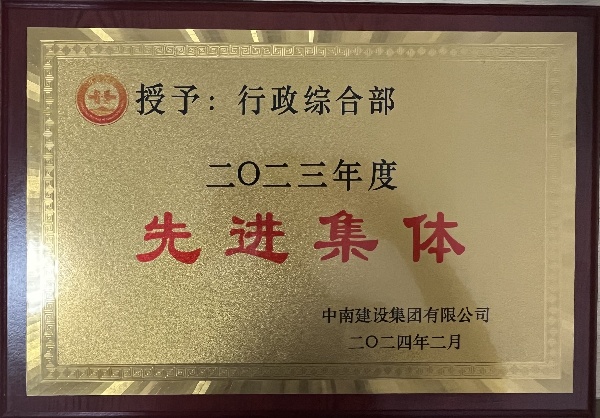 授予：行政综合部
二〇二三年度
先进集体
中南建设集团有限公司
二〇二四年二月